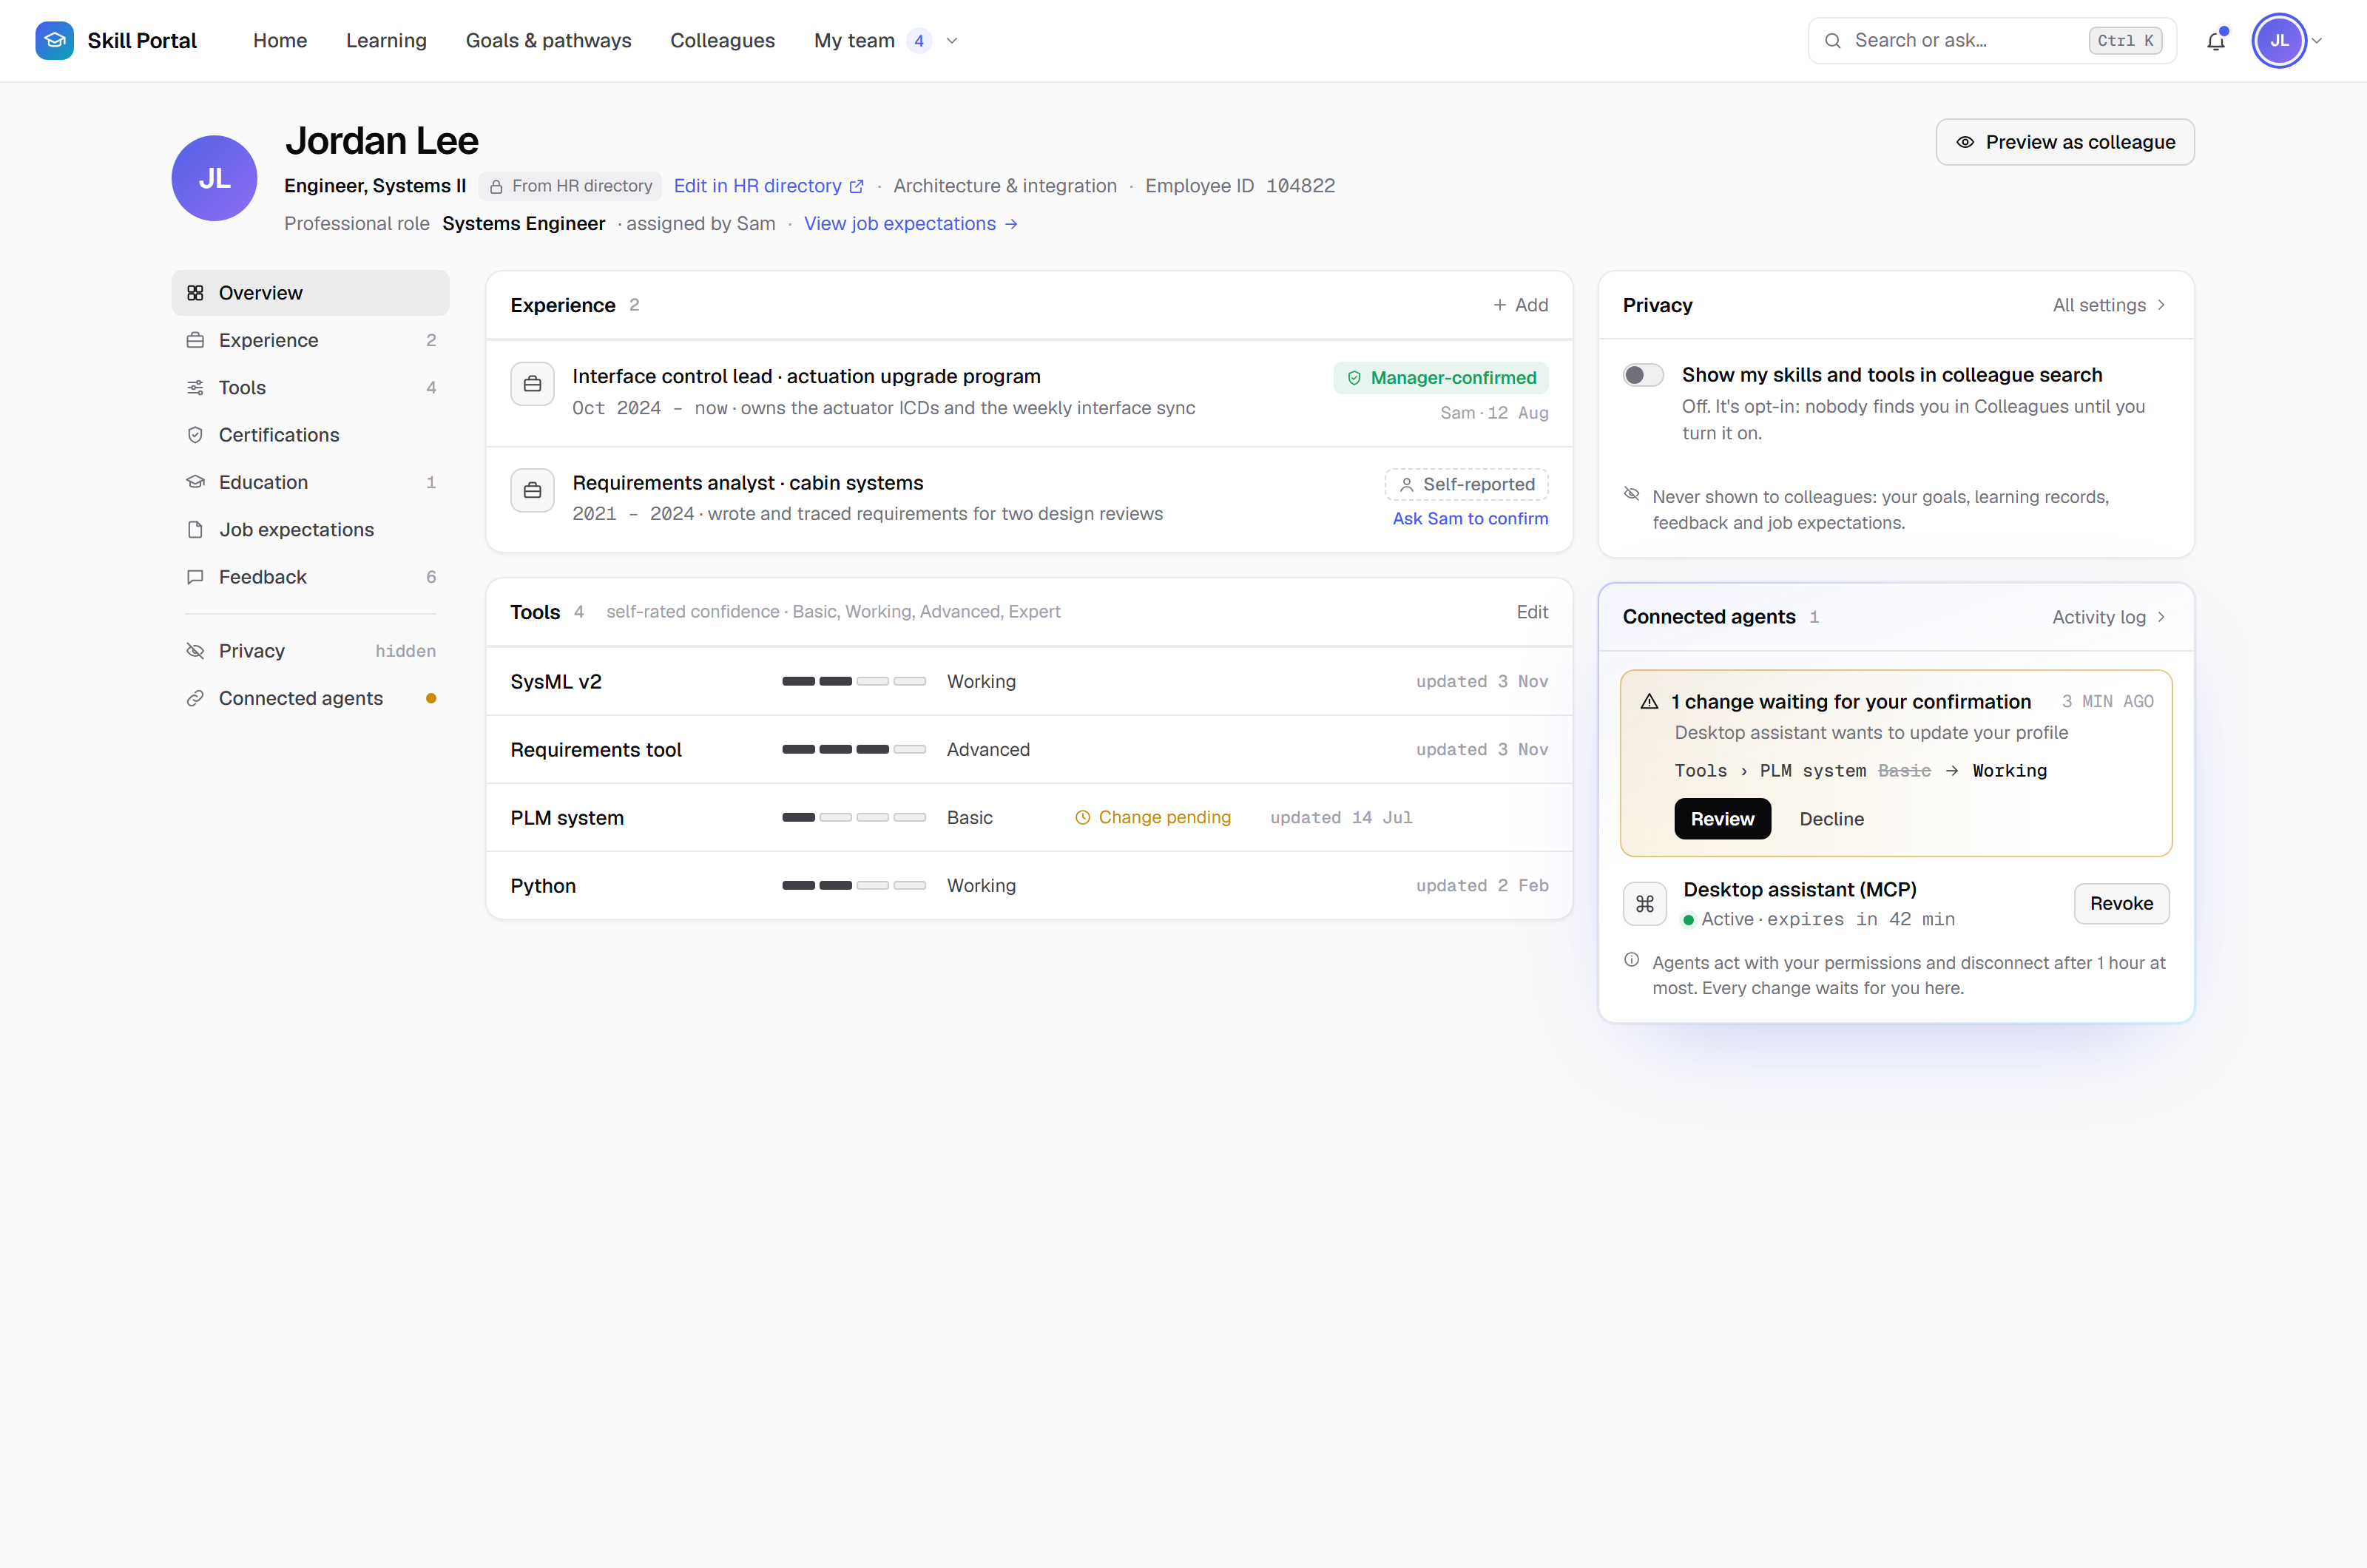 Skill Portal
Home
Learning
Goals & pathways
Colleagues
My team 4
Search or ask...
Ctrl K
JL
JL
Jordan Lee
Engineer, Systems II From HR directory Edit in HR directory · Architecture & integration · Employee ID 104822
Professional role Systems Engineer · assigned by Sam · View job expectations →
Preview as colleague
Overview
Experience 2
Tools 4
Certifications
Education 1
Job expectations
Feedback 6
Privacy hidden
Connected agents
Experience 2
+ Add
Interface control lead · actuation upgrade program
Oct 2024 – now · owns the actuator ICDs and the weekly interface sync
Manager-confirmed
Sam · 12 Aug
Requirements analyst · cabin systems
2021 – 2024 · wrote and traced requirements for two design reviews
Self-reported
Ask Sam to confirm
Tools 4 self-rated confidence · Basic, Working, Advanced, Expert
Edit
SysML v2 Working updated 3 Nov
Requirements tool Advanced updated 3 Nov
PLM system Basic Change pending updated 14 Jul
Python Working updated 2 Feb
Privacy
All settings
Show my skills and tools in colleague search
Off. It's opt-in: nobody finds you in Colleagues until you
turn it on.
Never shown to colleagues: your goals, learning records,
feedback and job expectations.
Connected agents 1
Activity log
1 change waiting for your confirmation 3 MIN AGO
Desktop assistant wants to update your profile
Tools › PLM system Basic → Working
Review
Decline
Desktop assistant (MCP)
Active · expires in 42 min
Revoke
Agents act with your permissions and disconnect after 1 hour at
most. Every change waits for you here.